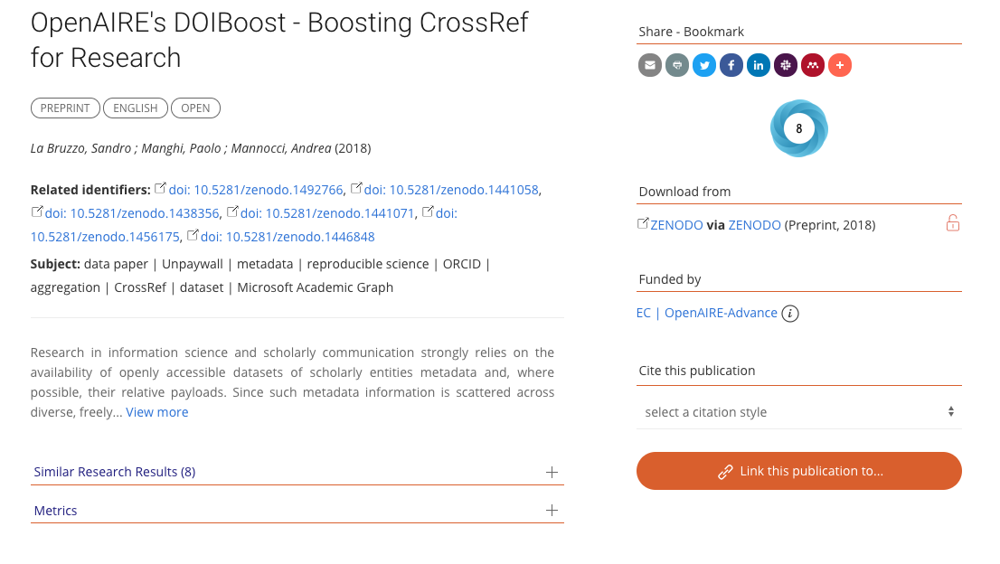 OpenAIRE's DOIBoost - Boosting CrossRef
for Research
PREPRINT ENGLISH OPEN
La Bruzzo, Sandro ; Manghi, Paolo ; Mannocci, Andrea (2018)
Related identifiers: doi: 10.5281/zenodo.1492766, doi: 10.5281/zenodo.1441058,
doi: 10.5281/zenodo.1438356, doi: 10.5281/zenodo.1441071, doi:
10.5281/zenodo.1456175, doi: 10.5281/zenodo.1446848
Subject: data paper | Unpaywall | metadata | reproducible science | ORCID |
aggregation | CrossRef | dataset | Microsoft Academic Graph
Research in information science and scholarly communication strongly relies on the
availability of openly accessible datasets of scholarly entities metadata and, where
possible, their relative payloads. Since such metadata information is scattered across
diverse, freely... View more
Similar Research Results (8)
Metrics
Share - Bookmark
8
Download from
ZENODO via ZENODO (Preprint, 2018)
Funded by
EC | OpenAIRE-Advance
Cite this publication
select a citation style
Link this publication to...